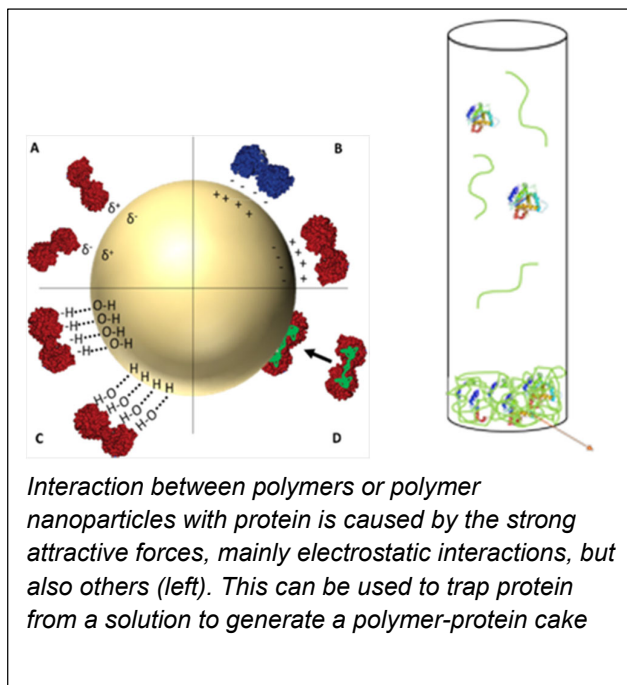 A
B
δ⁺
δ⁻
- - - -
+ + + +
δ⁻
δ⁺
+ + + +
- - - -
-H·····O-H
-H·····O-H
-H·····O-H
-H·····O-H
H H H H
H-O H-O H-O H-O
C
D
Interaction between polymers or polymer
nanoparticles with protein is caused by the strong
attractive forces, mainly electrostatic interactions, but
also others (left). This can be used to trap protein
from a solution to generate a polymer-protein cake